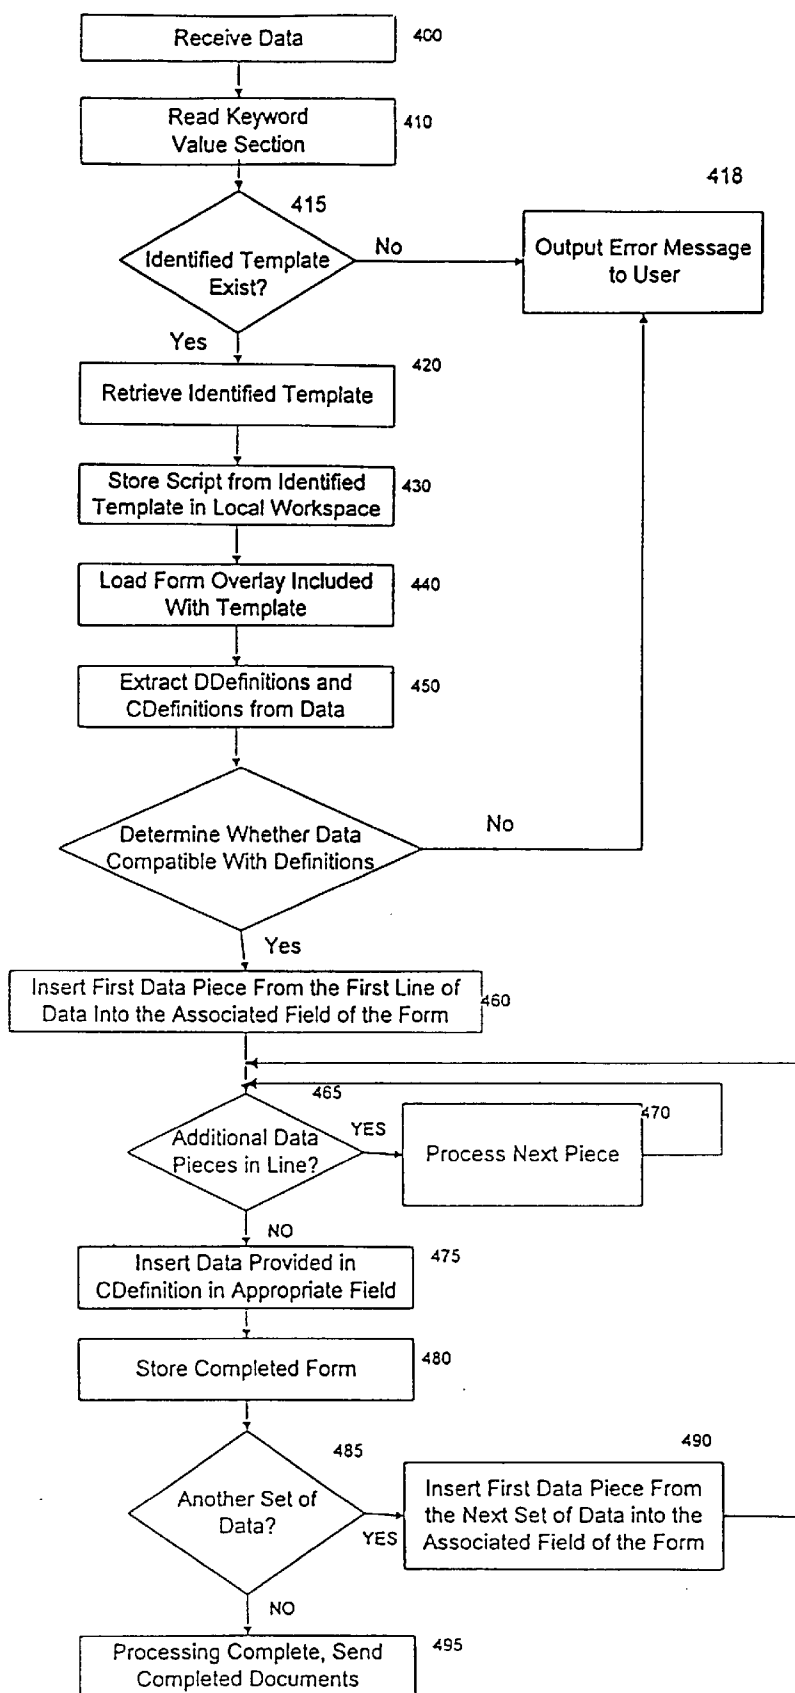 Receive Data
400
Read Keyword
Value Section
410
415
418
Identified Template
Exist?
No
Output Error Message
to User
Yes
420
Retrieve Identified Template
Store Script from Identified
Template in Local Workspace
430
Load Form Overlay Included
With Template
440
Extract DDefinitions and
CDefinitions from Data
450
Determine Whether Data
Compatible With Definitions
No
Yes
Insert First Data Piece From the First Line of
Data Into the Associated Field of the Form
460
465
Additional Data
Pieces in Line?
YES
470
Process Next Piece
NO
Insert Data Provided in
CDefinition in Appropriate Field
475
Store Completed Form
480
485
490
Another Set of
Data?
YES
Insert First Data Piece From
the Next Set of Data into the
Associated Field of the Form
NO
Processing Complete, Send
Completed Documents
495